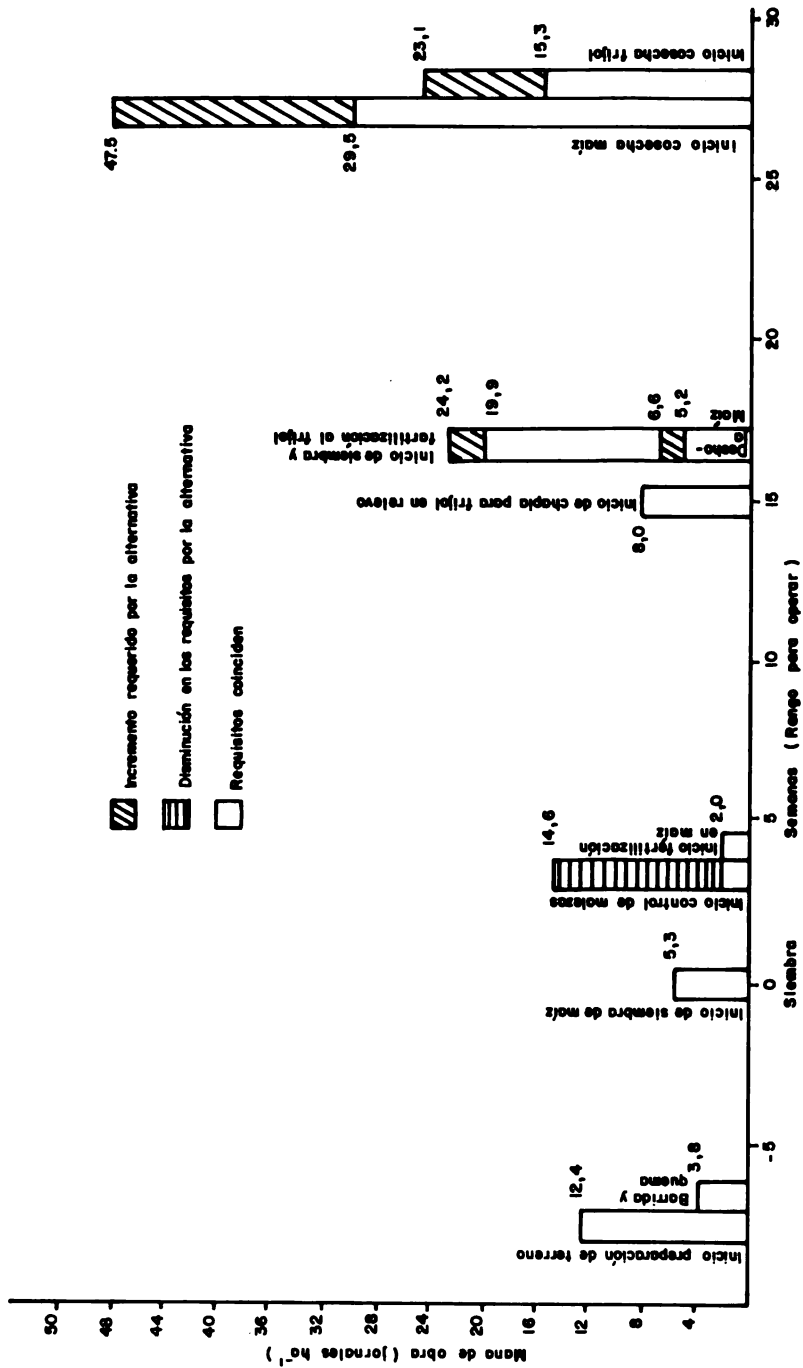 Mano de obra ( jornales ha⁻¹ )
50
48
44
40
36
32
28
24
20
16
12
8
4
Incremento requerido por la alternativa
Disminución en los requisitos por la alternativa
Requisitos coinciden
Inicio preparación de terreno
12,4
Barrida y
quema
3,8
Inicio de siembra de maíz
5,3
Inicio control de malezas
14,6
Inicio fertilización
en maíz
2,0
Inicio de chapia para frijol en relevo
8,0
Inicio de siembra y
fertilización al frijol
24,2
19,9
6,6
5,2
Desho-
Maíz
Inicio cosecha maíz
47.5
29,5
23,1
15,3
Inicio cosecha frijol
-5
0
5
10
15
20
25
30
Siembra
Semanas ( Rango para operar )